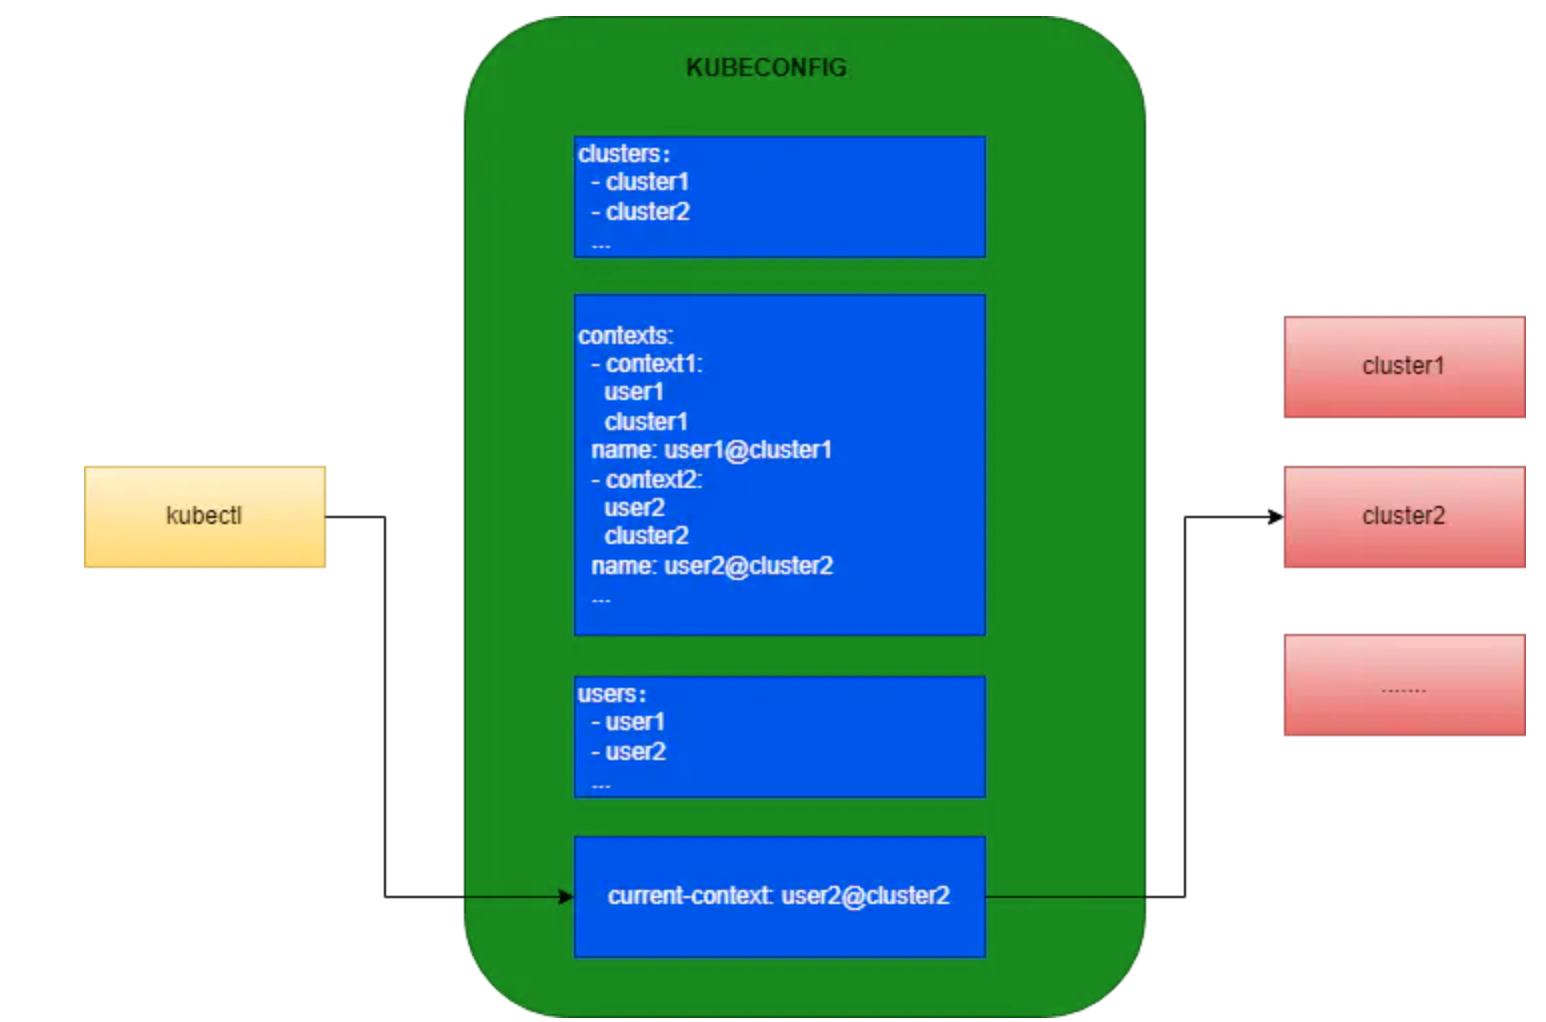 KUBECONFIG
clusters:
- cluster1
- cluster2
...
contexts:
- context1:
user1
cluster1
name: user1@cluster1
- context2:
user2
cluster2
name: user2@cluster2
...
users:
- user1
- user2
...
current-context: user2@cluster2
kubectl
cluster1
cluster2
.......